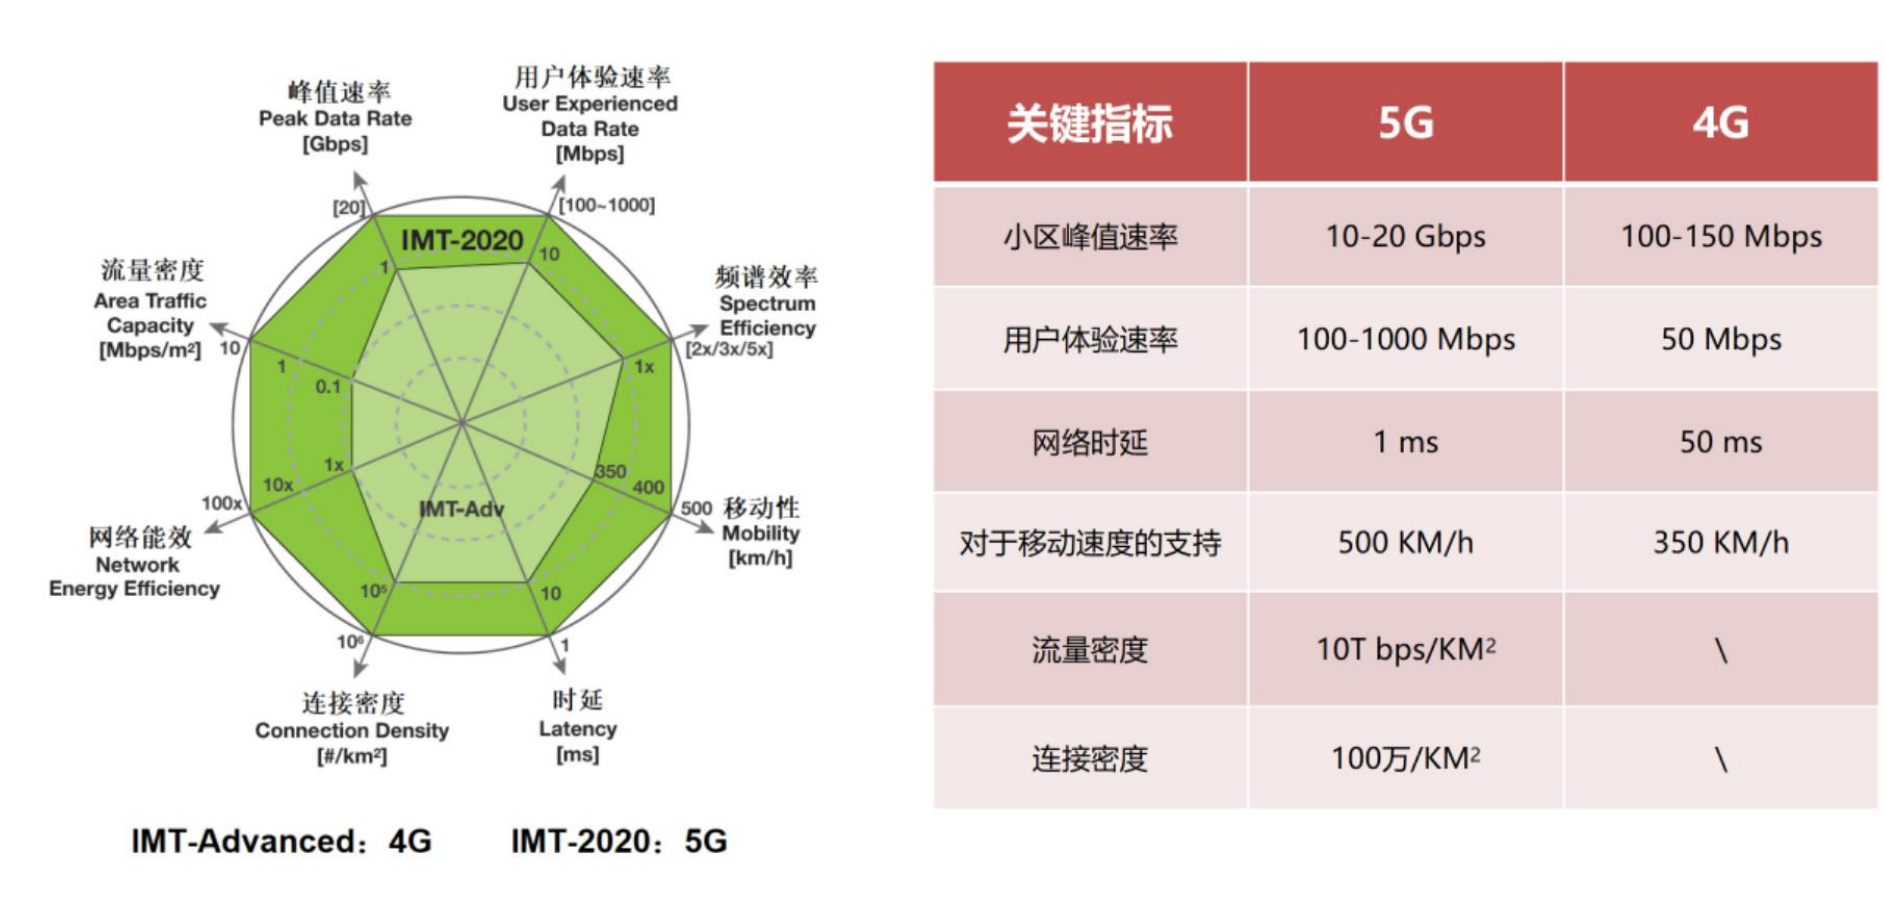 峰值速率
Peak Data Rate
[Gbps]
用户体验速率
User Experienced
Data Rate
[Mbps]
[20]
[100~1000]
IMT-2020
1
10
流量密度
Area Traffic
Capacity
[Mbps/m²]
10
1
0.1
频谱效率
Spectrum
Efficiency
[2x/3x/5x]
1x
1x
10x
100x
350
400
500
移动性
Mobility
[km/h]
IMT-Adv
网络能效
Network
Energy Efficiency
10⁵
10⁶
10
1
连接密度
Connection Density
[#/km²]
时延
Latency
[ms]
IMT-Advanced：4G IMT-2020：5G
关键指标 5G 4G
小区峰值速率 10-20 Gbps 100-150 Mbps
用户体验速率 100-1000 Mbps 50 Mbps
网络时延 1 ms 50 ms
对于移动速度的支持 500 KM/h 350 KM/h
流量密度 10T bps/KM² \
连接密度 100万/KM² \